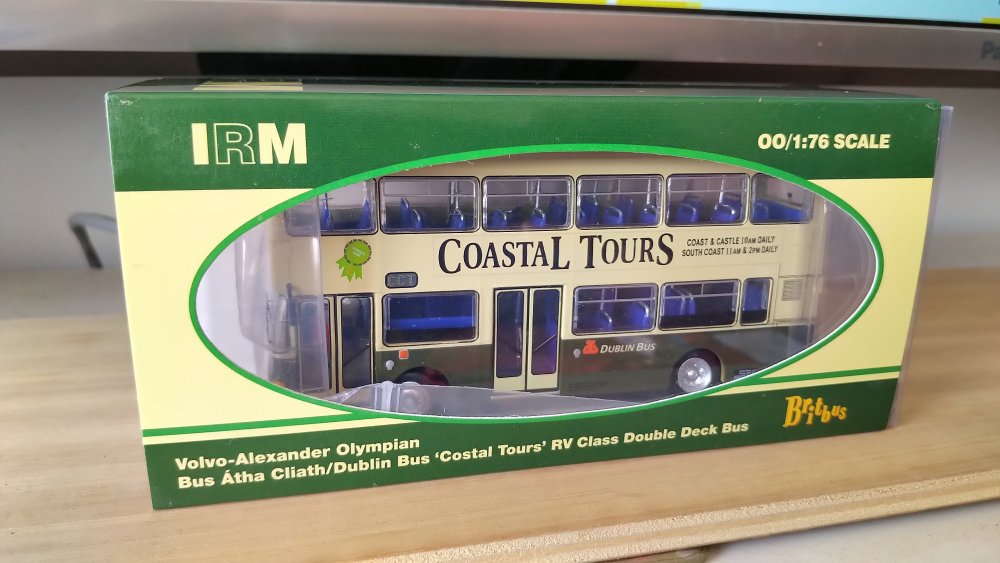 IRM
OO/1:76 SCALE
COASTAL TOURS
COAST & CASTLE 10AM DAILY
SOUTH COAST 11AM & 2PM DAILY
CCT
DUBLIN BUS
Britbus
Volvo-Alexander Olympian
Bus Átha Cliath/Dublin Bus ‘Costal Tours’ RV Class Double Deck Bus